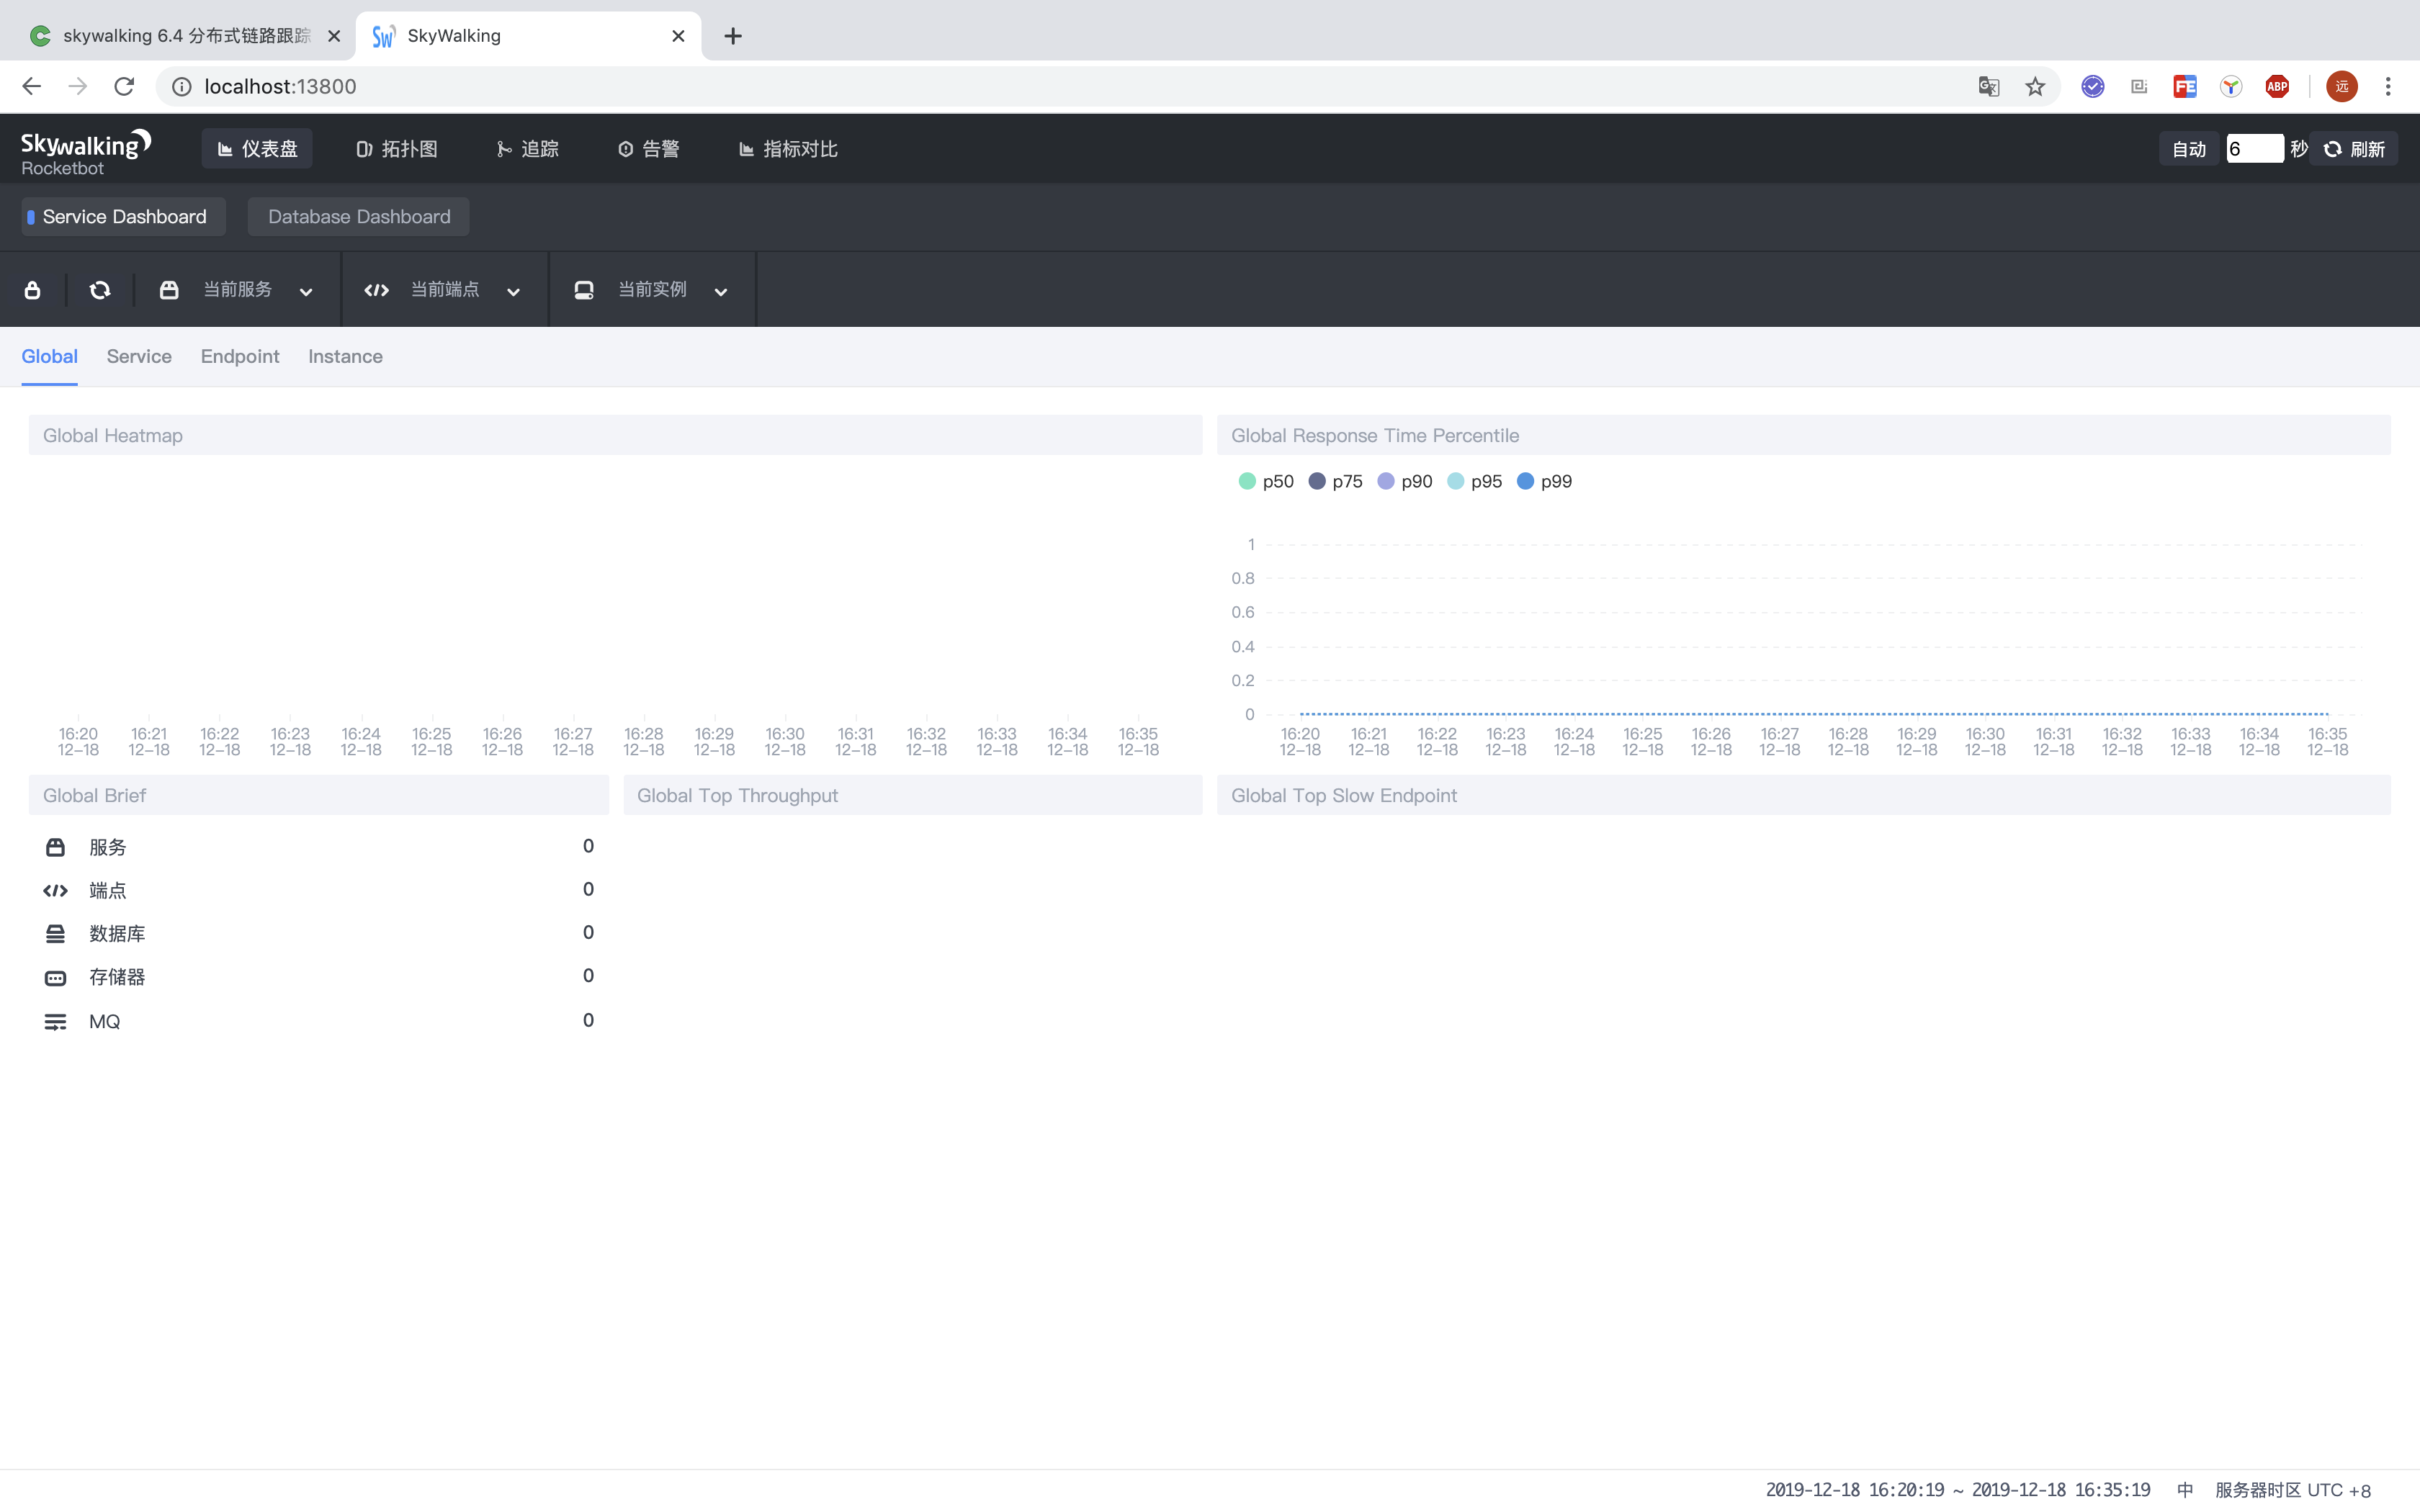 skywalking 6.4 分布式链路跟踪
SkyWalking
localhost:13800
FE
ABP
远
Skywalking
Rocketbot
仪表盘
拓扑图
追踪
告警
指标对比
自动
6
秒
刷新
Service Dashboard
Database Dashboard
当前服务
当前端点
当前实例
Global
Service
Endpoint
Instance
Global Heatmap
16:20 16:21 16:22 16:23 16:24 16:25 16:26 16:27 16:28 16:29 16:30 16:31 16:32 16:33 16:34 16:35
12-18 12-18 12-18 12-18 12-18 12-18 12-18 12-18 12-18 12-18 12-18 12-18 12-18 12-18 12-18 12-18
Global Response Time Percentile
p50 p75 p90 p95 p99
1
0.8
0.6
0.4
0.2
0
16:20 16:21 16:22 16:23 16:24 16:25 16:26 16:27 16:28 16:29 16:30 16:31 16:32 16:33 16:34 16:35
12-18 12-18 12-18 12-18 12-18 12-18 12-18 12-18 12-18 12-18 12-18 12-18 12-18 12-18 12-18 12-18
Global Brief
服务 0
端点 0
数据库 0
存储器 0
MQ 0
Global Top Throughput
Global Top Slow Endpoint
2019-12-18 16:20:19 ~ 2019-12-18 16:35:19
中
服务器时区 UTC +8